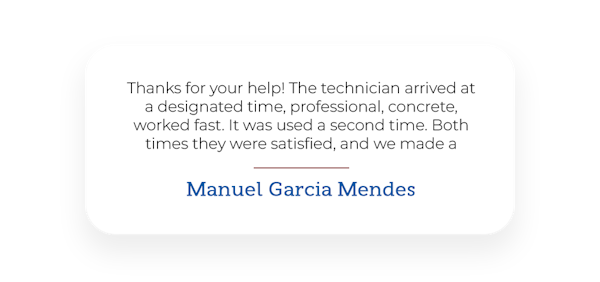 Thanks for your help! The technician arrived at
a designated time, professional, concrete,
worked fast. It was used a second time. Both
times they were satisfied, and we made a
Manuel Garcia Mendes